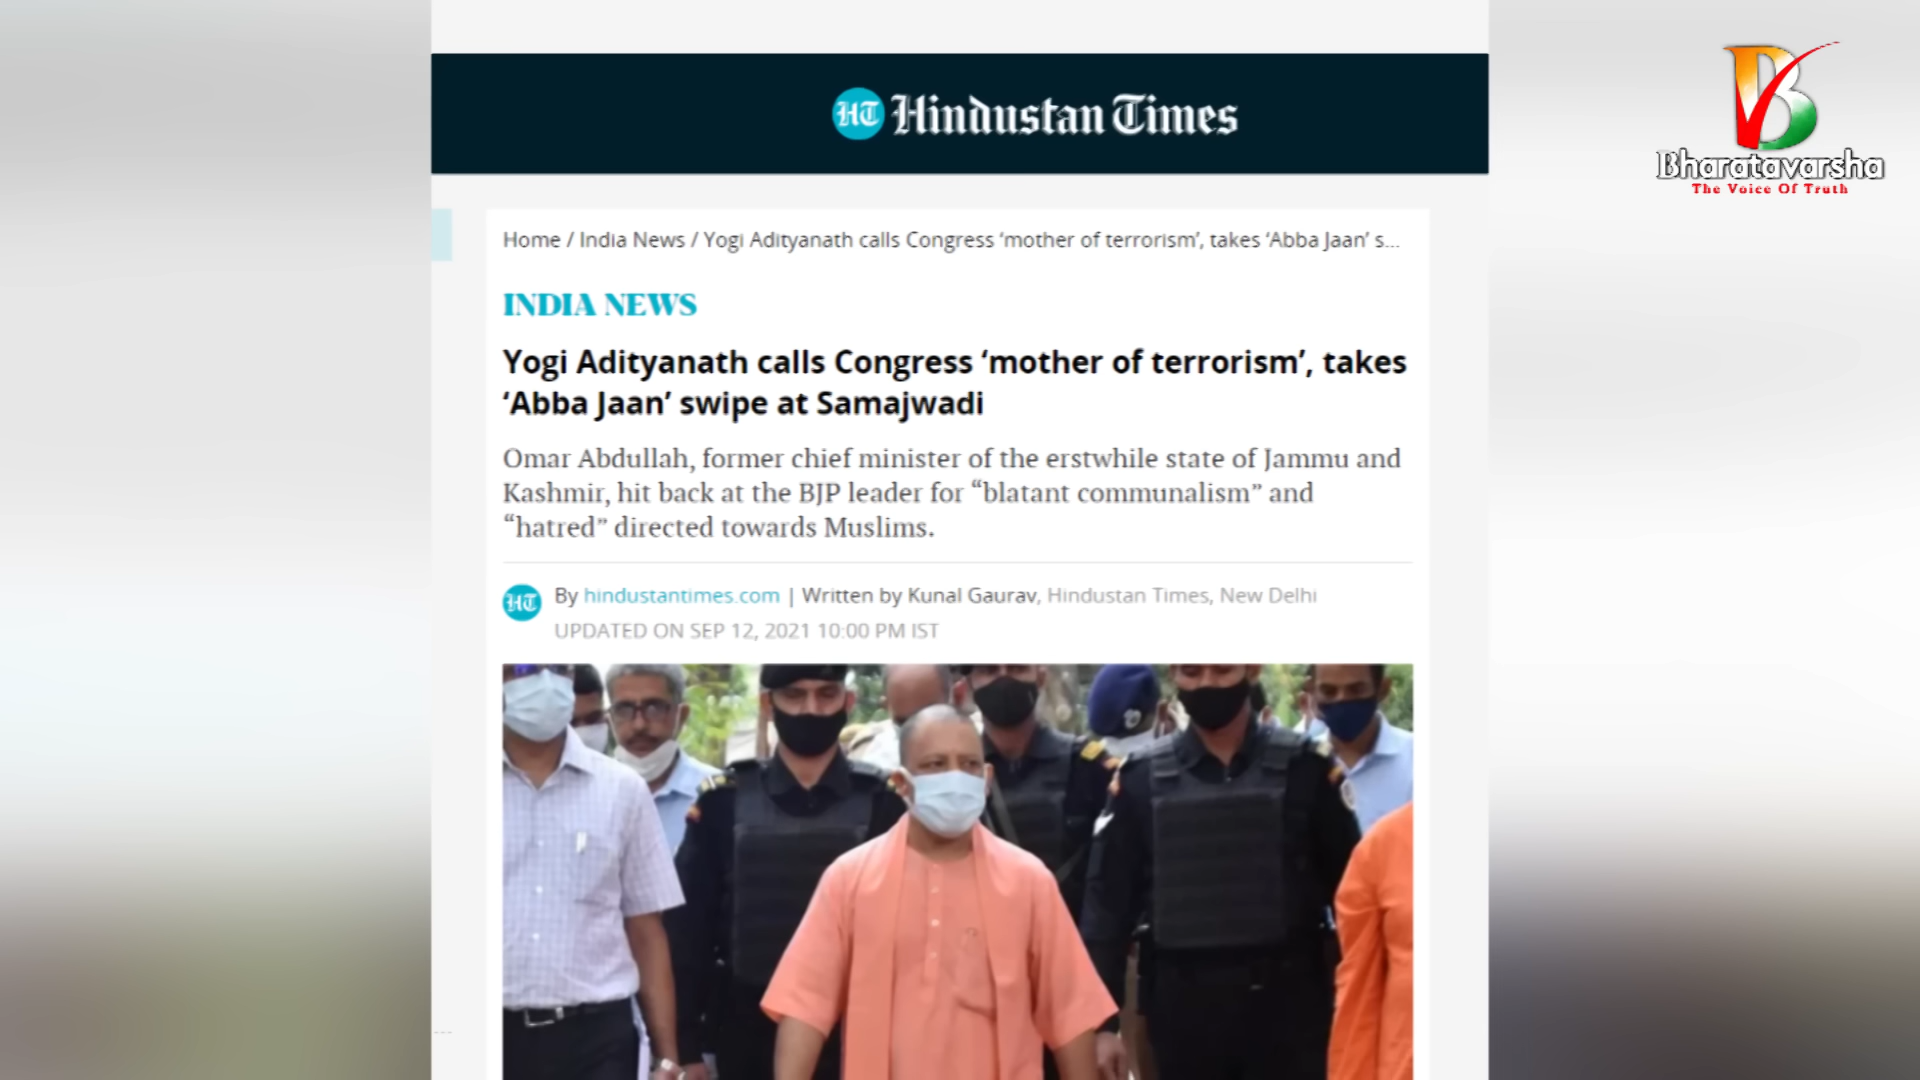 HT Hindustan Times
Bharatavarsha
The Voice Of Truth
Home / India News / Yogi Adityanath calls Congress ‘mother of terrorism’, takes ‘Abba Jaan’ s...
INDIA NEWS
Yogi Adityanath calls Congress ‘mother of terrorism’, takes
‘Abba Jaan’ swipe at Samajwadi
Omar Abdullah, former chief minister of the erstwhile state of Jammu and
Kashmir, hit back at the BJP leader for “blatant communalism” and
“hatred” directed towards Muslims.
HT By hindustantimes.com | Written by Kunal Gaurav, Hindustan Times, New Delhi
UPDATED ON SEP 12, 2021 10:00 PM IST